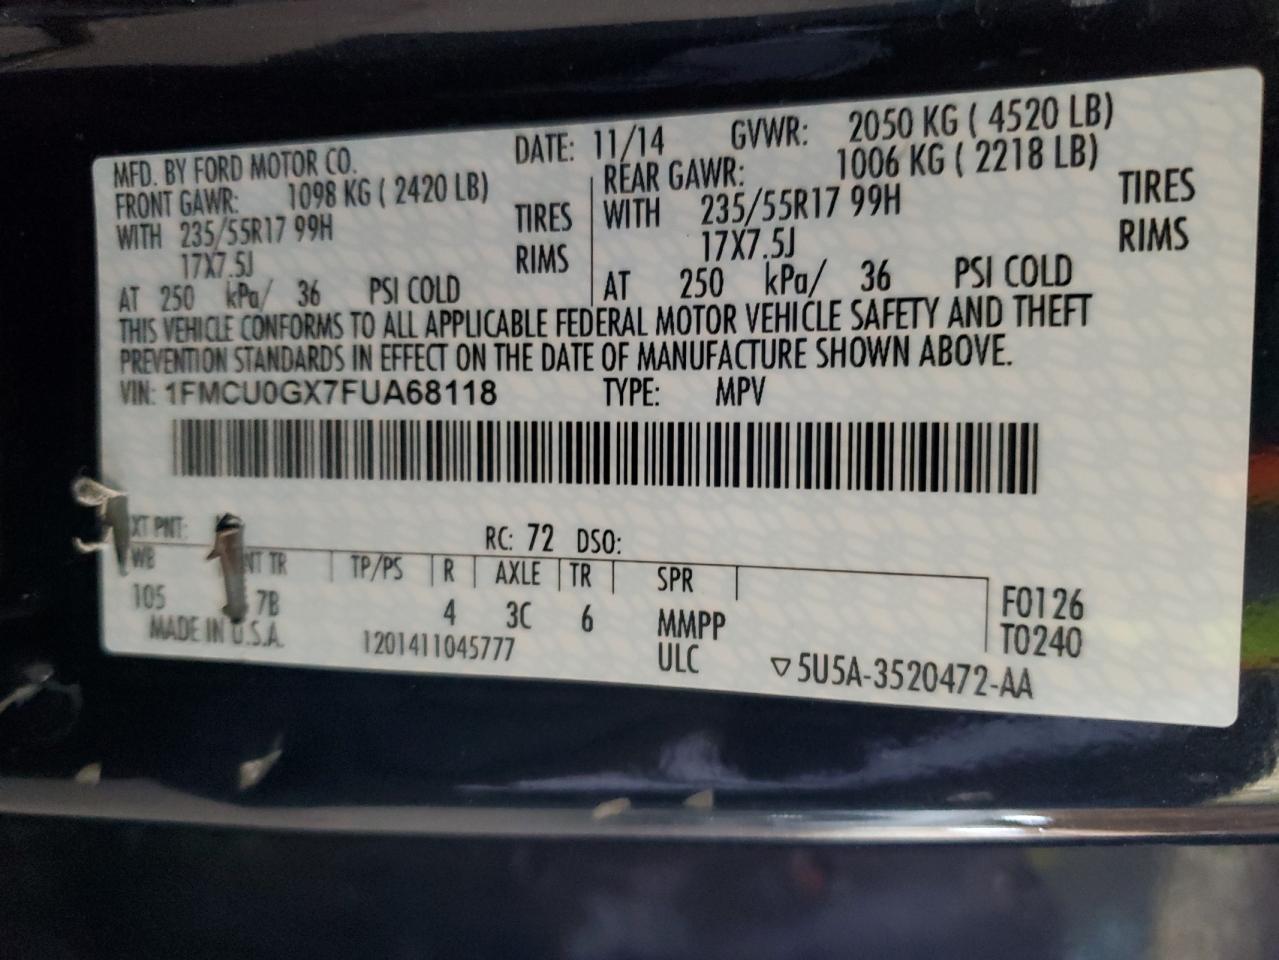 MFD. BY FORD MOTOR CO. DATE: 11/14 GVWR: 2050 KG ( 4520 LB)
FRONT GAWR: 1098 KG ( 2420 LB) REAR GAWR: 1006 KG ( 2218 LB)
WITH 235/55R17 99H TIRES WITH 235/55R17 99H TIRES
17X7.5J RIMS 17X7.5J RIMS
AT 250 kPa/ 36 PSI COLD AT 250 kPa/ 36 PSI COLD
THIS VEHICLE CONFORMS TO ALL APPLICABLE FEDERAL MOTOR VEHICLE SAFETY AND THEFT
PREVENTION STANDARDS IN EFFECT ON THE DATE OF MANUFACTURE SHOWN ABOVE.
VIN: 1FMCU0GX7FUA68118 TYPE: MPV
XT PNT: RC: 72 DSO:
WB NT TR TP/PS R AXLE TR SPR
105 7B 4 3C 6 MMPP F0126
MADE IN U.S.A. 1201411045777 ULC T0240
▽5U5A-3520472-AA